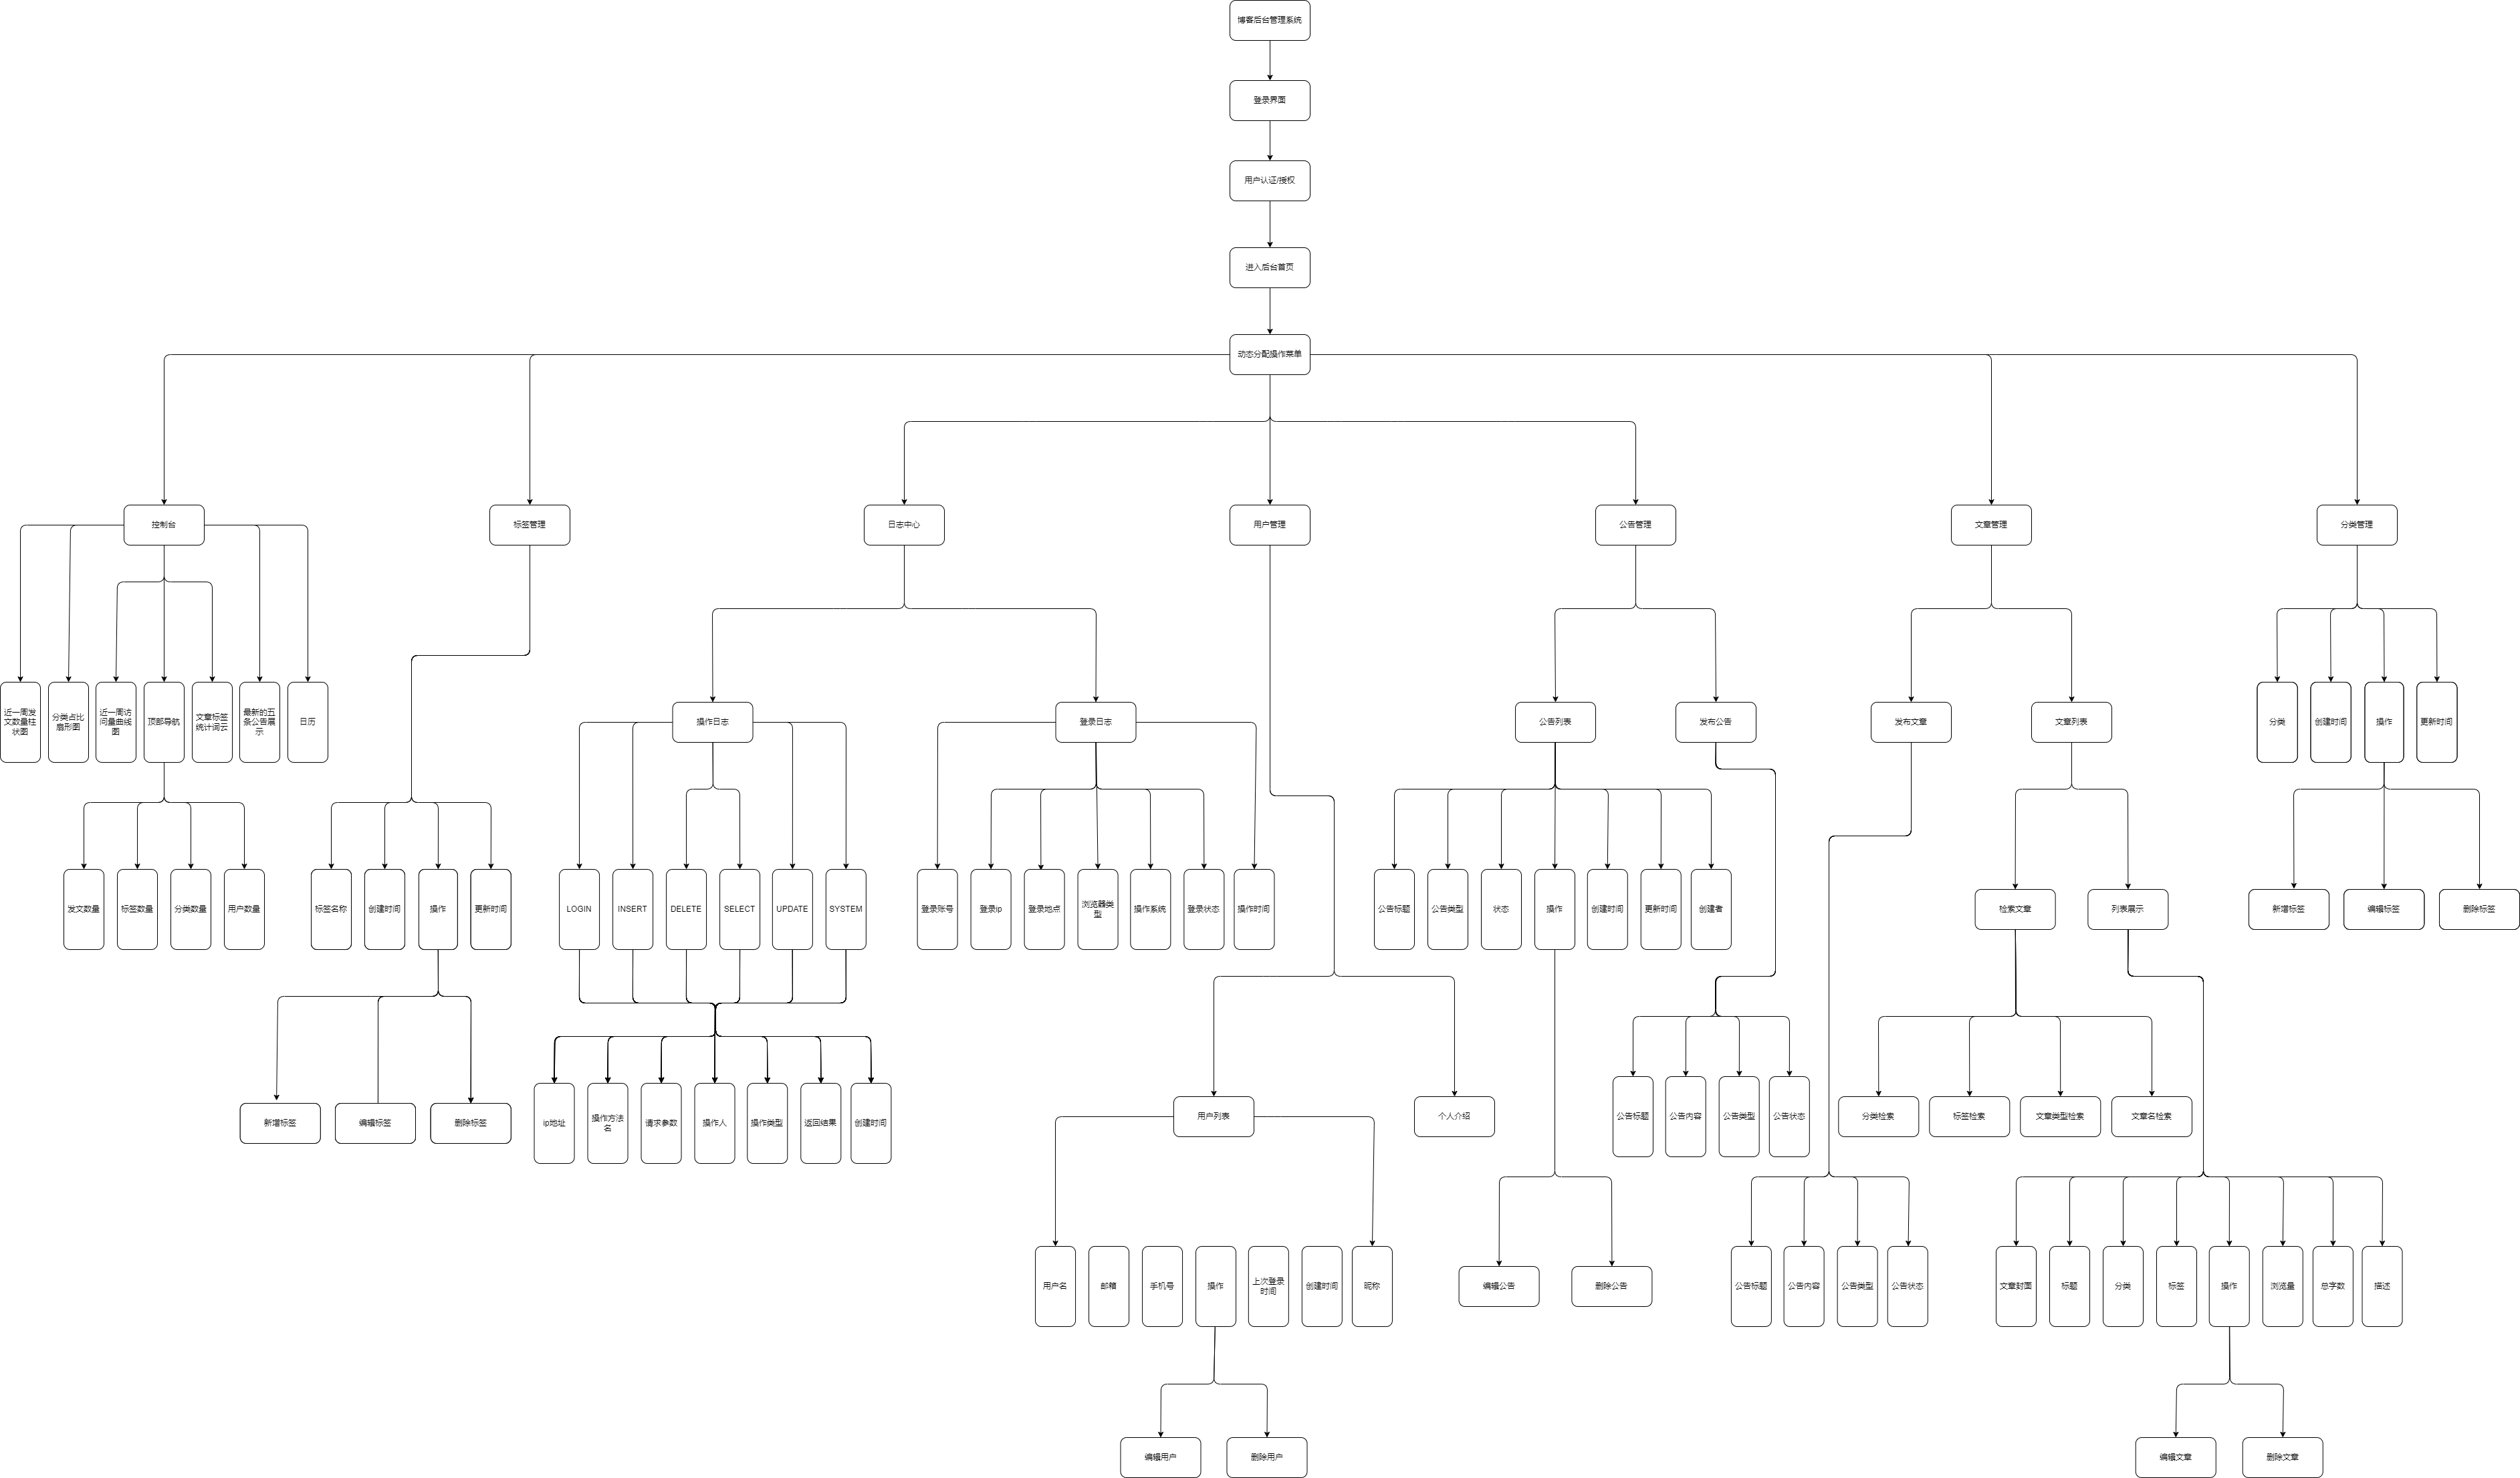 博客后台管理系统
登录界面
用户认证/授权
进入后台首页
动态分配操作菜单
控制台
标签管理
日志中心
用户管理
公告管理
文章管理
分类管理
近一周发
文数量柱
状图
分类占比
扇形图
近一周访
问量曲线
图
顶部导航
文章标签
统计词云
最新的五
条公告展
示
日历
操作日志
登录日志
公告列表
发布公告
发布文章
文章列表
分类
创建时间
操作
更新时间
发文数量
标签数量
分类数量
用户数量
标签名称
创建时间
操作
更新时间
LOGIN
INSERT
DELETE
SELECT
UPDATE
SYSTEM
登录账号
登录ip
登录地点
浏览器类
型
操作系统
登录状态
操作时间
公告标题
公告类型
状态
操作
创建时间
更新时间
创建者
检索文章
列表展示
新增标签
编辑标签
删除标签
新增标签
编辑标签
删除标签
ip地址
操作方法
名
请求参数
操作人
操作类型
返回结果
创建时间
用户列表
个人介绍
公告标题
公告内容
公告类型
公告状态
分类检索
标签检索
文章类型检索
文章名检索
用户名
邮箱
手机号
操作
上次登录
时间
创建时间
昵称
编辑公告
删除公告
公告标题
公告内容
公告类型
公告状态
文章封面
标题
分类
标签
操作
浏览量
总字数
描述
编辑用户
删除用户
编辑文章
删除文章